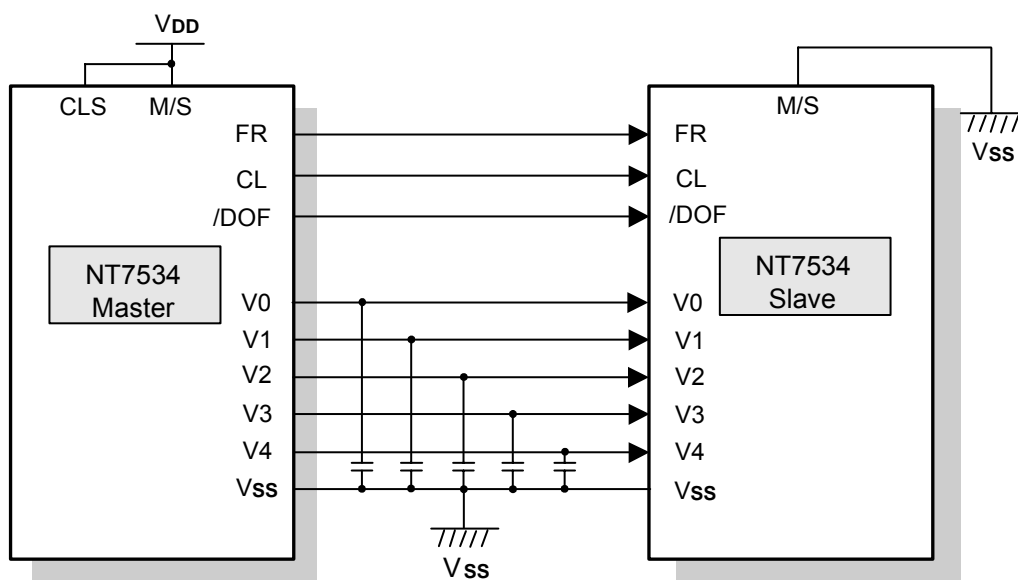 VDD
CLS M/S
FR
CL
/DOF
NT7534
Master
V0
V1
V2
V3
V4
VSS
VSS
M/S
VSS
FR
CL
/DOF
NT7534
Slave
V0
V1
V2
V3
V4
VSS